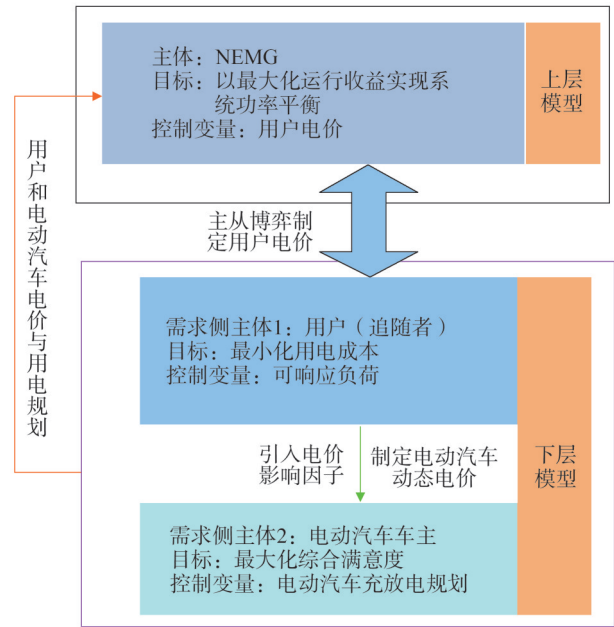 主体：NEMG
目标：以最大化运行收益实现系
统功率平衡
控制变量：用户电价
上层
模型
用户和电动汽车电价与用电规划
主从博弈制
定用户电价
需求侧主体1：用户（追随者）
目标：最小化用电成本
控制变量：可响应负荷
引入电价
影响因子
制定电动汽车
动态电价
下层
模型
需求侧主体2：电动汽车车主
目标：最大化综合满意度
控制变量：电动汽车充放电规划